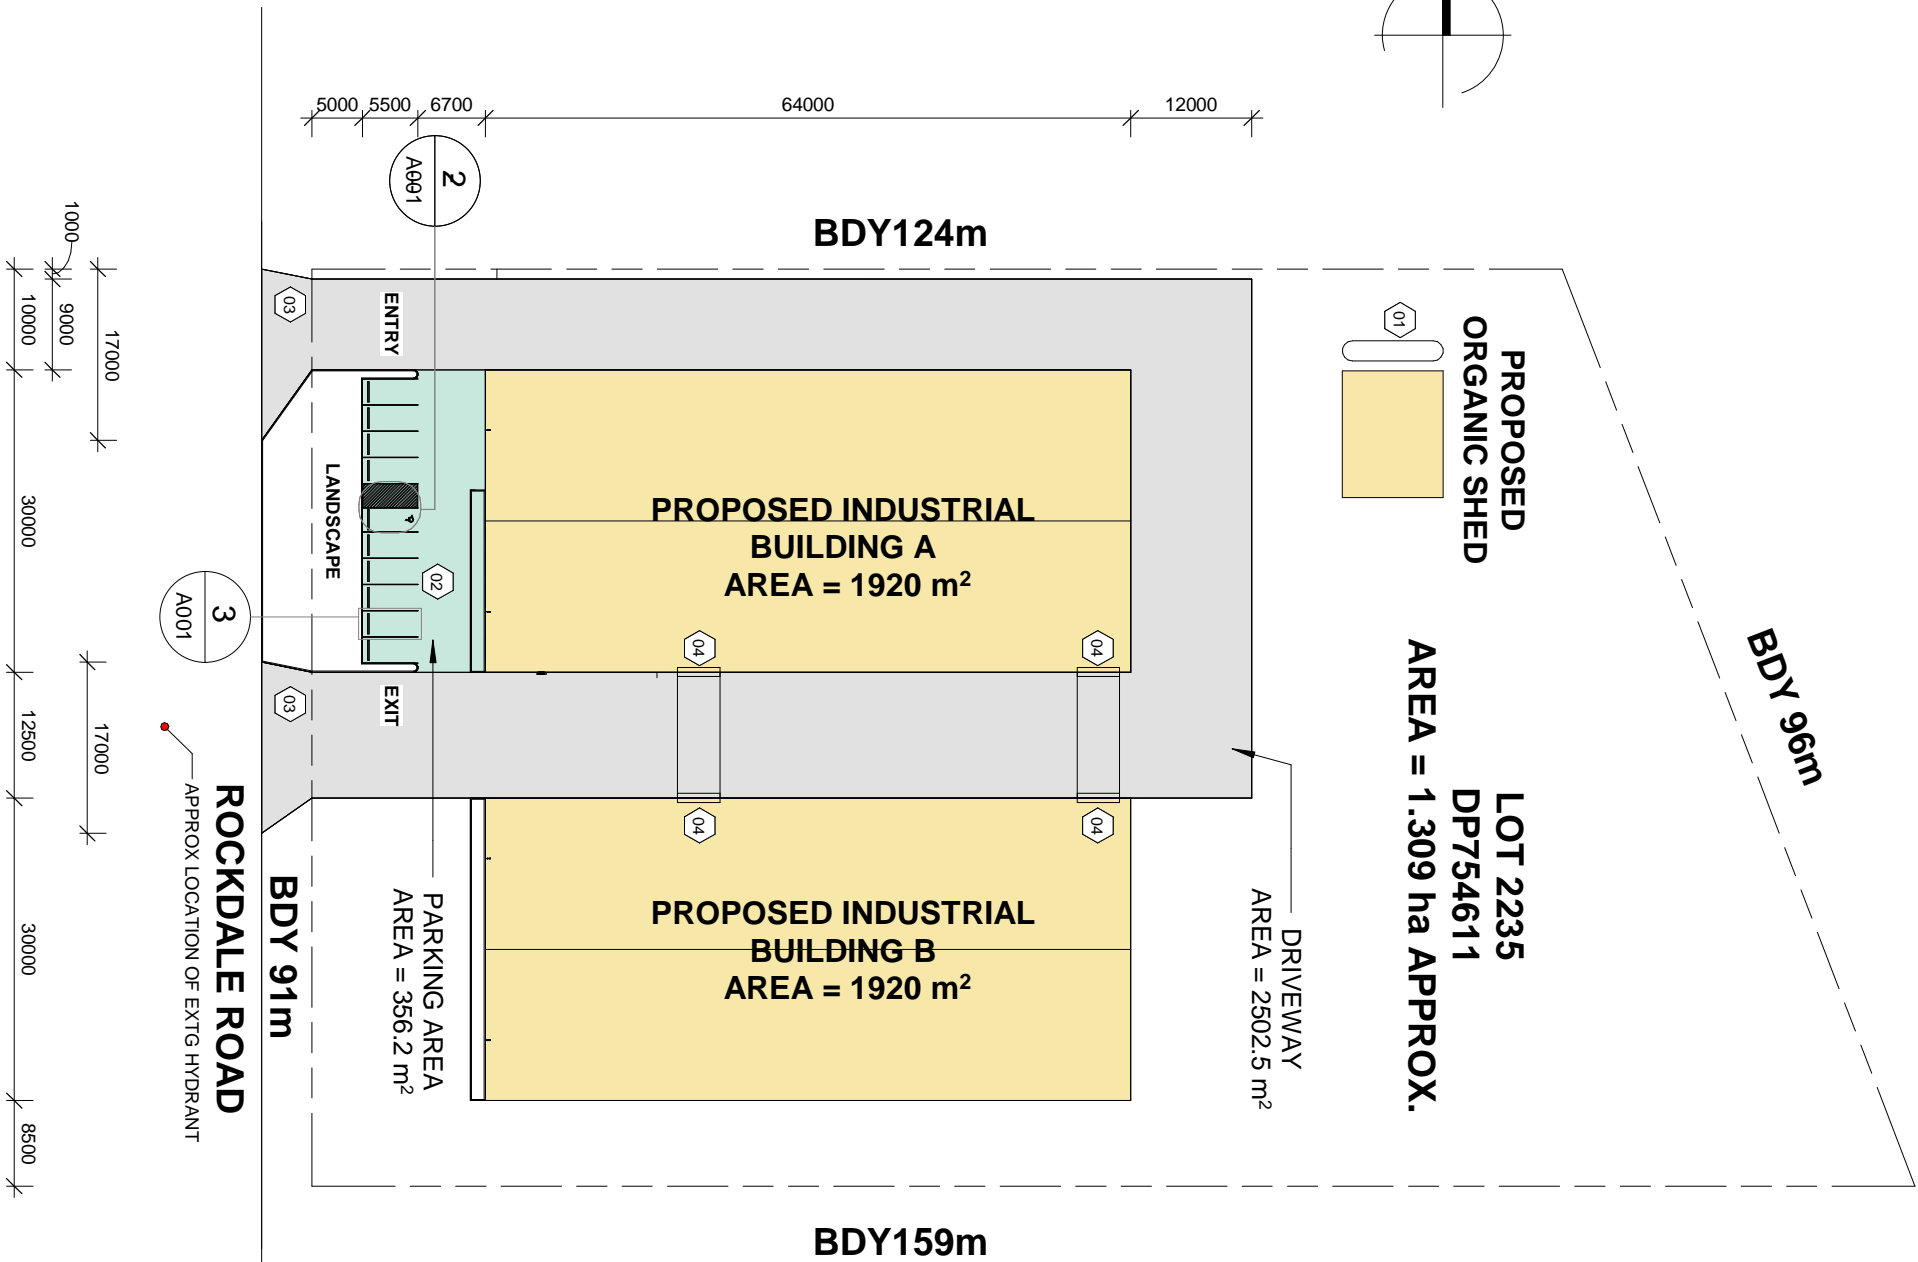 5000
5500
6700
64000
12000
2
A001
BDY124m
1000
9000
10000
17000
03
ENTRY
LANDSCAPE
30000
02
3
A001
PROPOSED INDUSTRIAL
BUILDING A
AREA = 1920 m²
01
PROPOSED
ORGANIC SHED
BDY 96m
LOT 2235
DP754611
AREA = 1.309 ha APPROX.
04
04
04
04
03
EXIT
12500
17000
APPROX LOCATION OF EXTG HYDRANT
ROCKDALE ROAD
BDY 91m
PARKING AREA
AREA = 356.2 m²
PROPOSED INDUSTRIAL
BUILDING B
AREA = 1920 m²
DRIVEWAY
AREA = 2502.5 m²
30000
8500
BDY159m